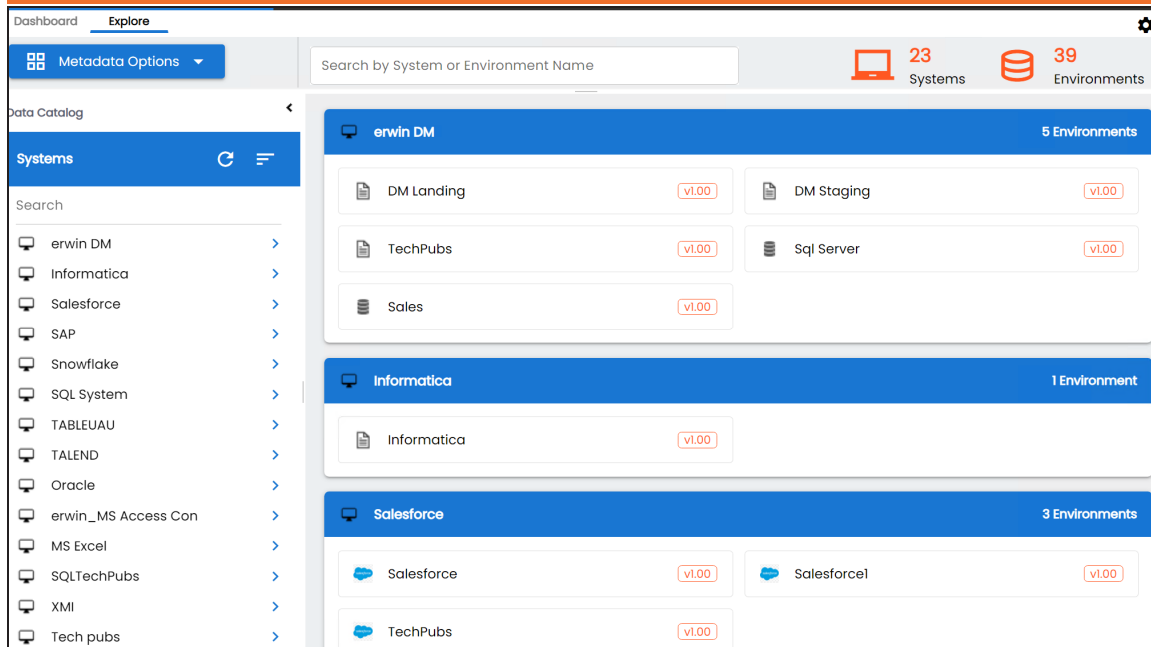 Dashboard Explore
Metadata Options
Search by System or Environment Name
23
Systems
39
Environments
Data Catalog
Systems
Search
erwin DM
Informatica
Salesforce
SAP
Snowflake
SQL System
TABLEUAU
TALEND
Oracle
erwin_MS Access Con
MS Excel
SQLTechPubs
XMI
Tech pubs
erwin DM 5 Environments
DM Landing v1.00 DM Staging v1.00
TechPubs v1.00 Sql Server v1.00
Sales v1.00
Informatica 1 Environment
Informatica v1.00
Salesforce 3 Environments
Salesforce v1.00 Salesforce1 v1.00
TechPubs v1.00